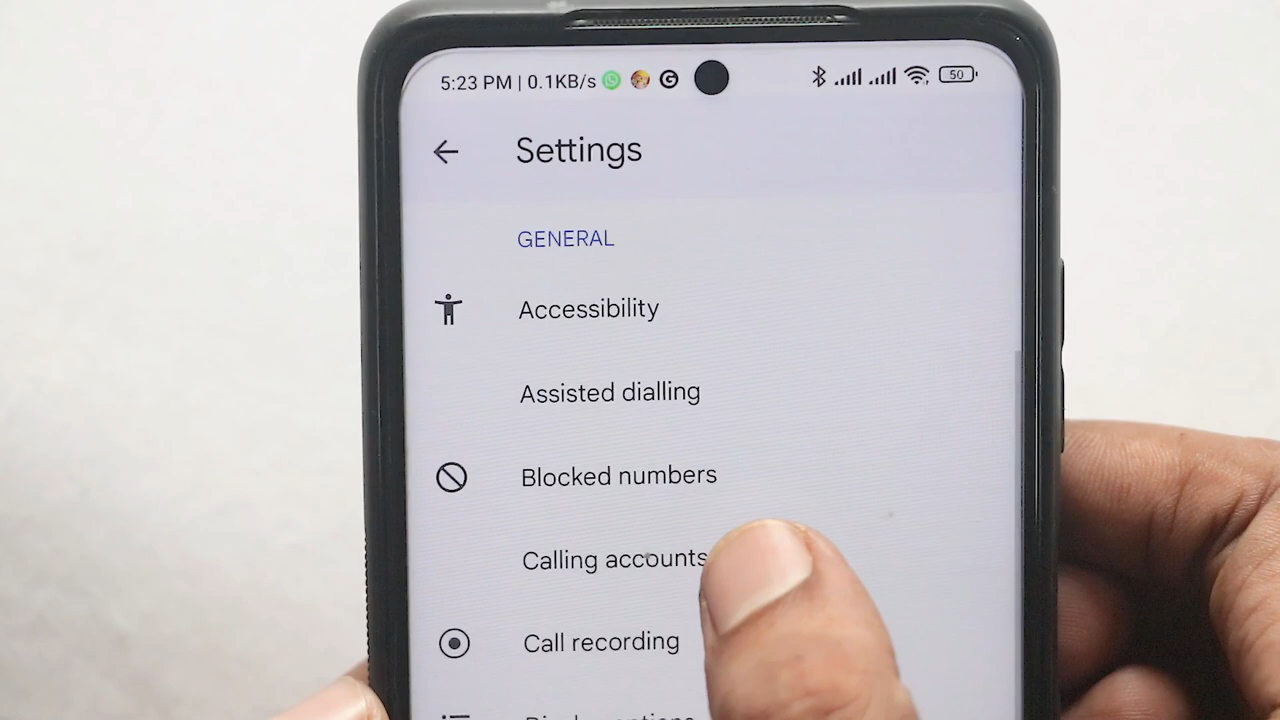 5:23 PM | 0.1KB/s
50
Settings
GENERAL
Accessibility
Assisted dialling
Blocked numbers
Calling accounts
Call recording